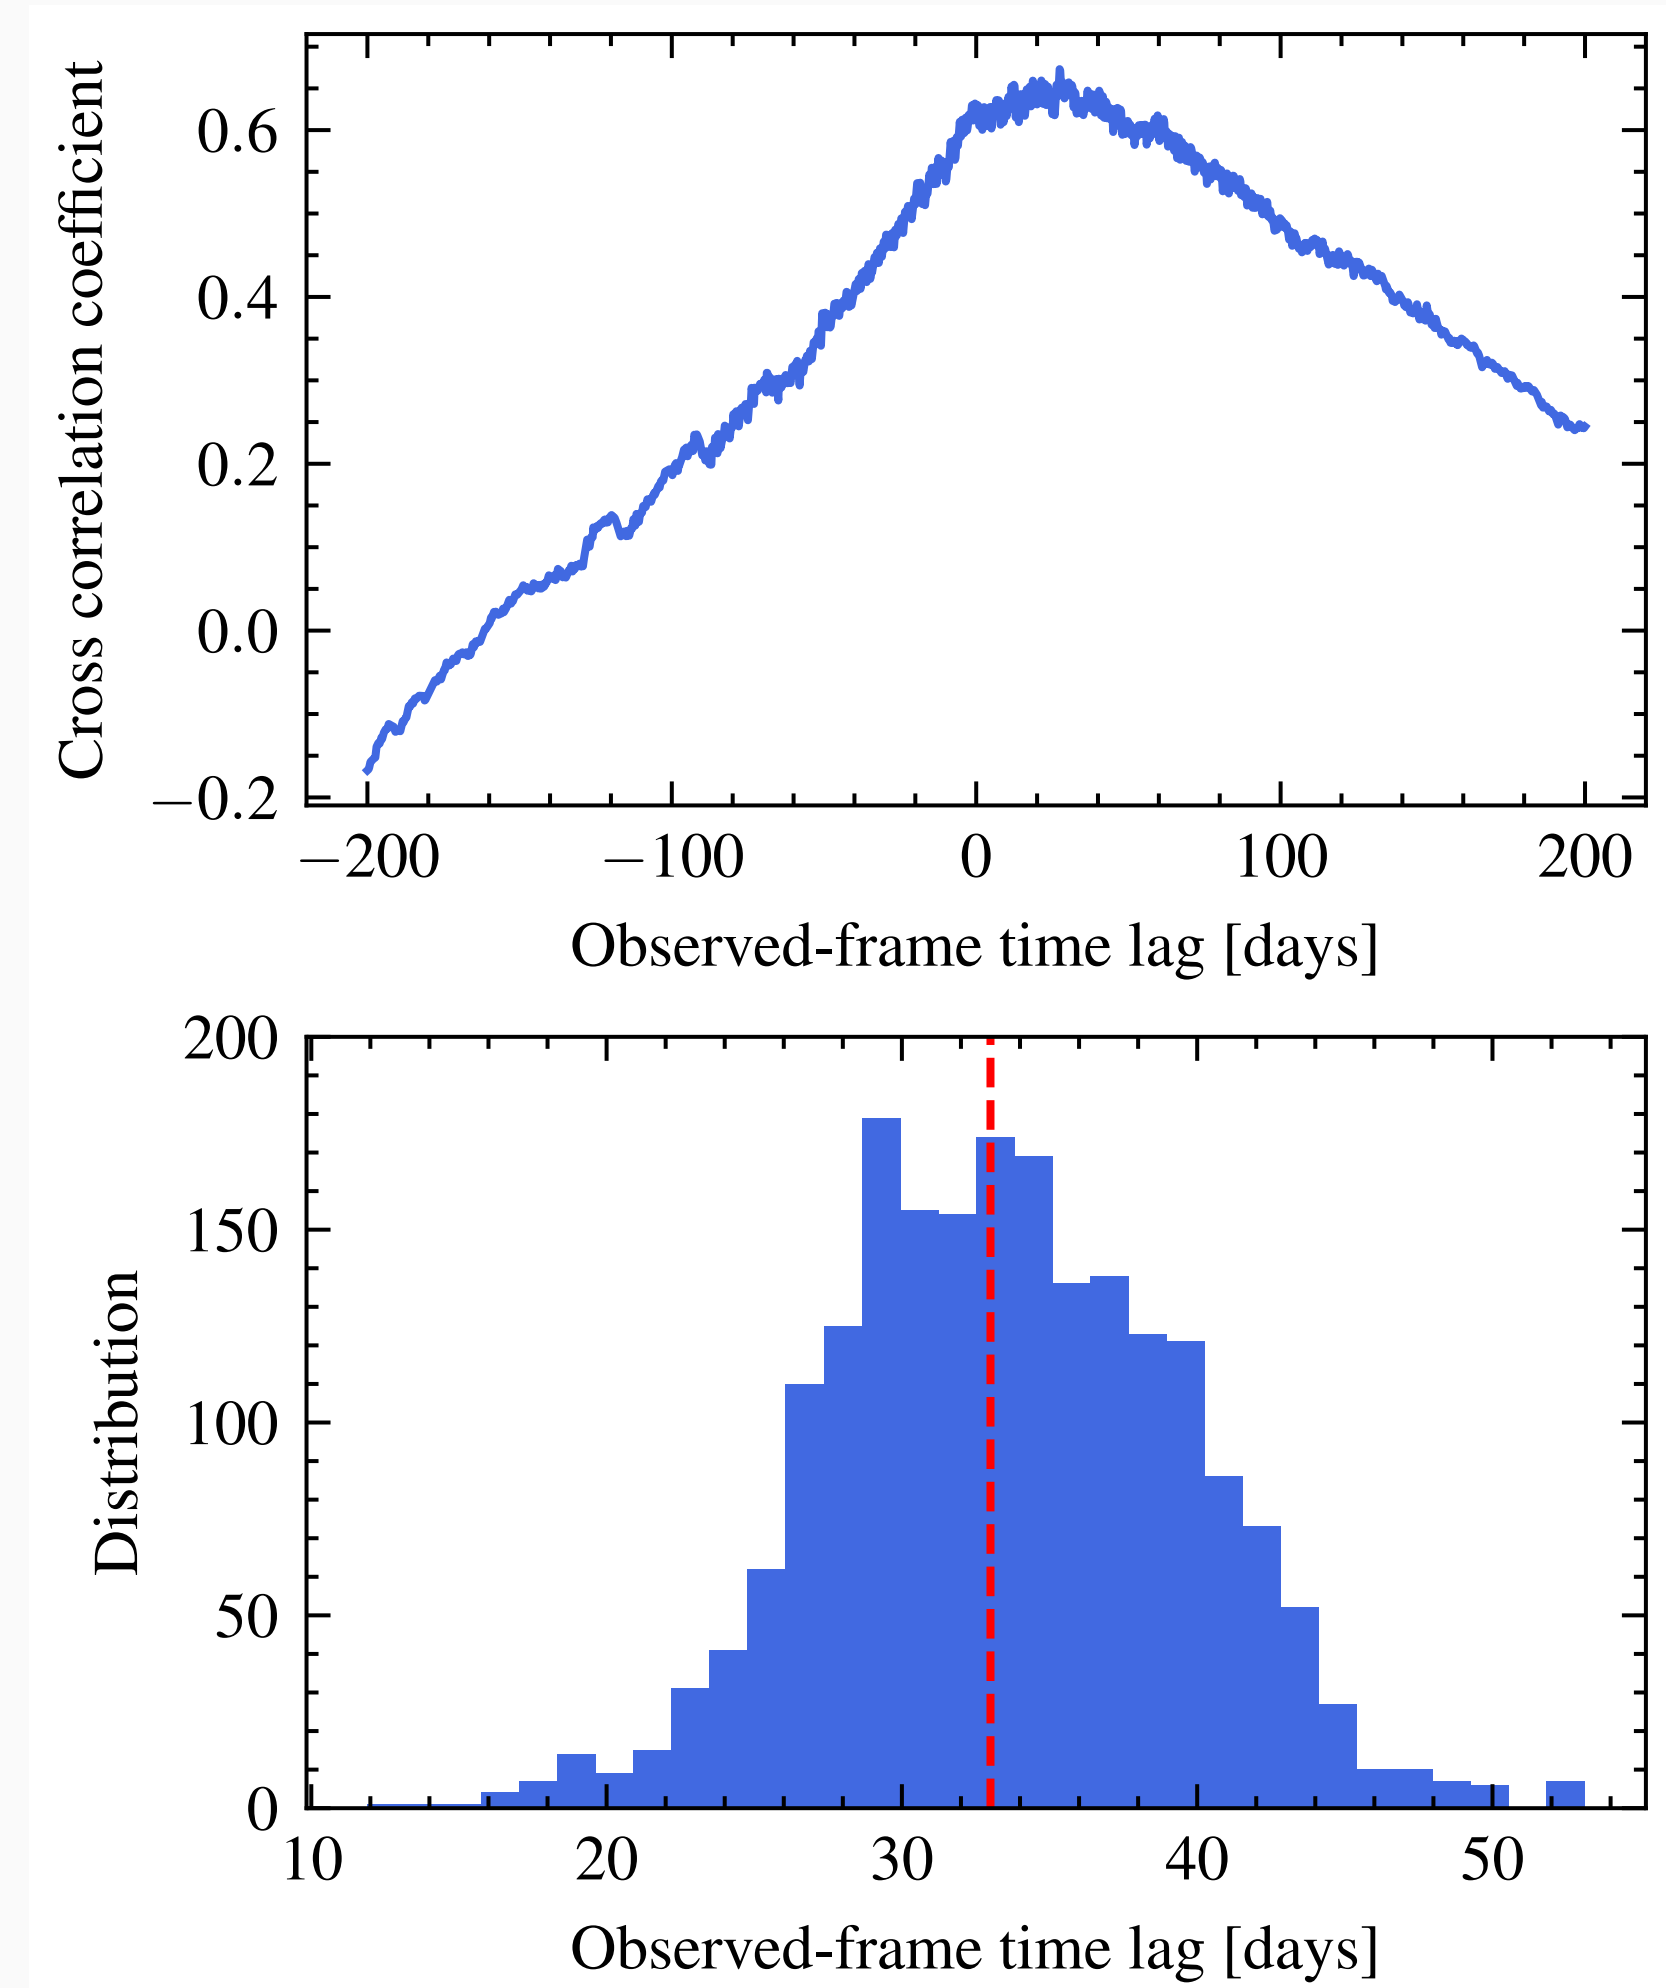 Cross correlation coefficient
0.6
0.4
0.2
0.0
−0.2
−200 −100 0 100 200
Observed-frame time lag [days]
Distribution
200
150
100
50
0
10 20 30 40 50
Observed-frame time lag [days]